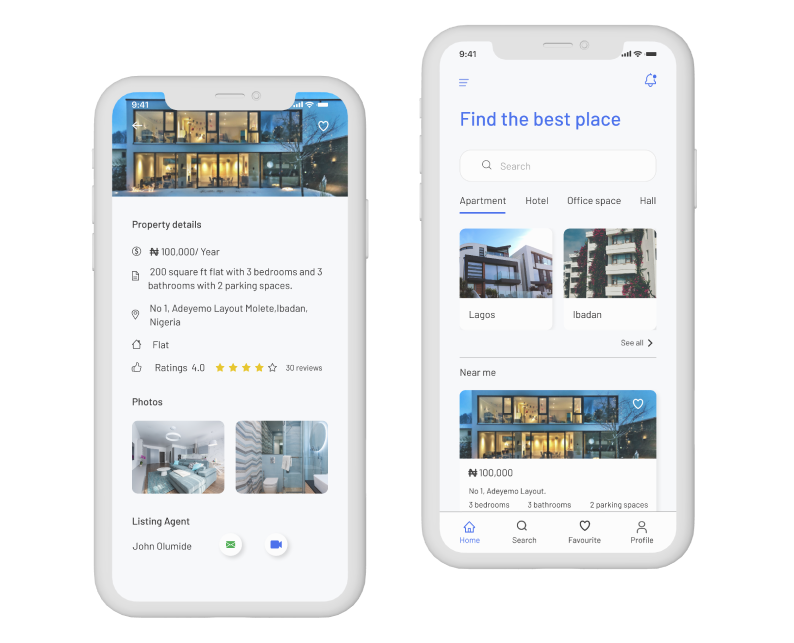 9:41
Property details
₦ 100,000/ Year
200 square ft flat with 3 bedrooms and 3
bathrooms with 2 parking spaces.
No 1, Adeyemo Layout Molete,Ibadan,
Nigeria
Flat
Ratings 4.0
30 reviews
Photos
Listing Agent
John Olumide
9:41
Find the best place
Search
Apartment Hotel Office space Hall
Lagos Ibadan
See all
Near me
₦ 100,000
No 1, Adeyemo Layout.
3 bedrooms 3 bathrooms 2 parking spaces
Home Search Favourite Profile